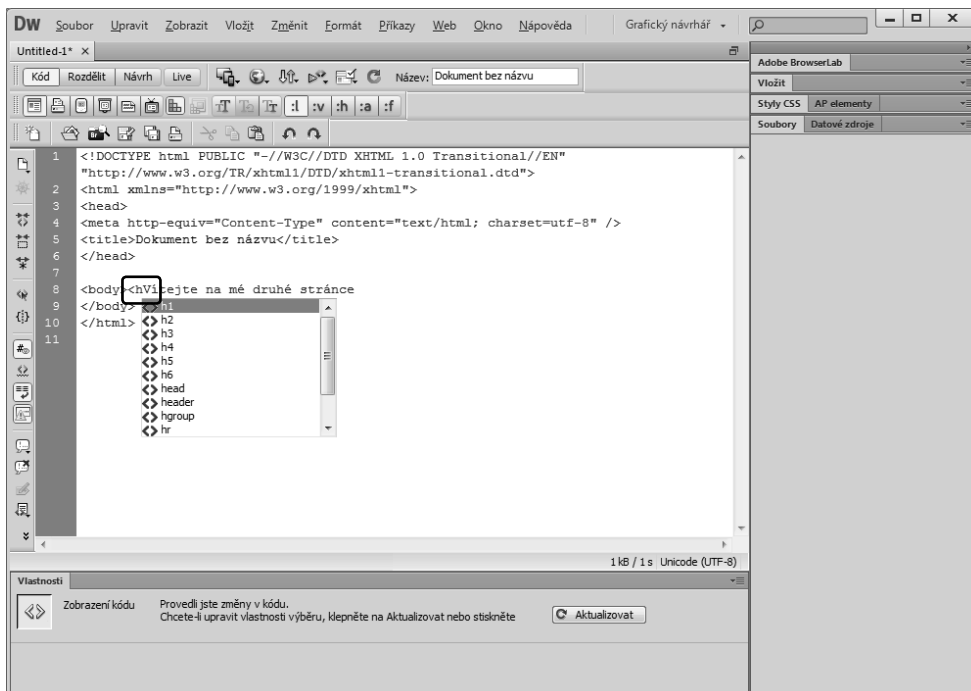 DW Soubor Upravit Zobrazit Vložit Změnit Formát Příkazy Web Okno Nápověda Grafický návrhář
Untitled-1* ×
Adobe BrowserLab
Kód Rozdělit Návrh Live Název: Dokument bez názvu
Vložit
Styly CSS AP elementy
:l :v :h :a :f
Soubory Datové zdroje
1 <!DOCTYPE html PUBLIC "-//W3C//DTD XHTML 1.0 Transitional//EN"
"http://www.w3.org/TR/xhtml1/DTD/xhtml1-transitional.dtd">
2 <html xmlns="http://www.w3.org/1999/xhtml">
3 <head>
4 <meta http-equiv="Content-Type" content="text/html; charset=utf-8" />
5 <title>Dokument bez názvu</title>
6 </head>
7
8 <body><hVítejte na mé druhé stránce
9 </body>
10 </html>
11
<> h1
<> h2
<> h3
<> h4
<> h5
<> h6
<> head
<> header
<> hgroup
<> hr
1 kB / 1 s Unicode (UTF-8)
Vlastnosti
Zobrazení kódu
Provedli jste změny v kódu.
Chcete-li upravit vlastnosti výběru, klepněte na Aktualizovat nebo stiskněte
Aktualizovat